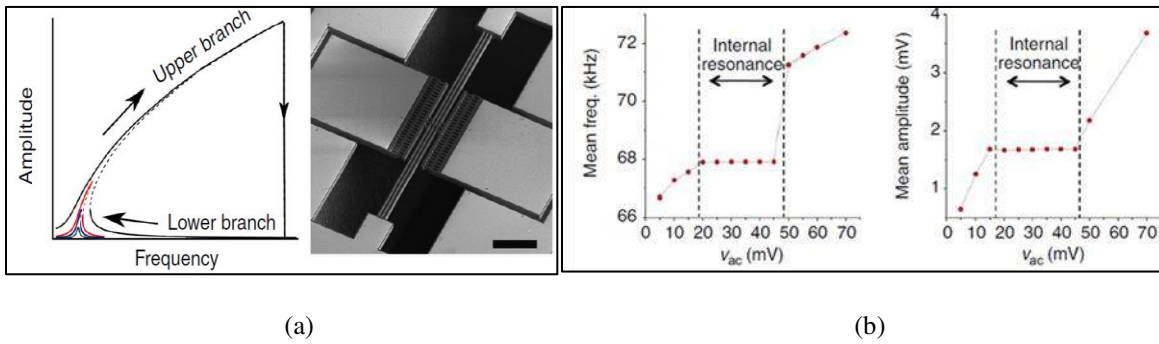 Amplitude
Upper branch
Lower branch
Frequency
(a)
Mean freq. (kHz)
72
70
68
66
Internal
resonance
0 10 20 30 40 50 60 70
vac (mV)
Mean amplitude (mV)
4
3
2
1
0
Internal
resonance
0 10 20 30 40 50 60 70
vac (mV)
(b)